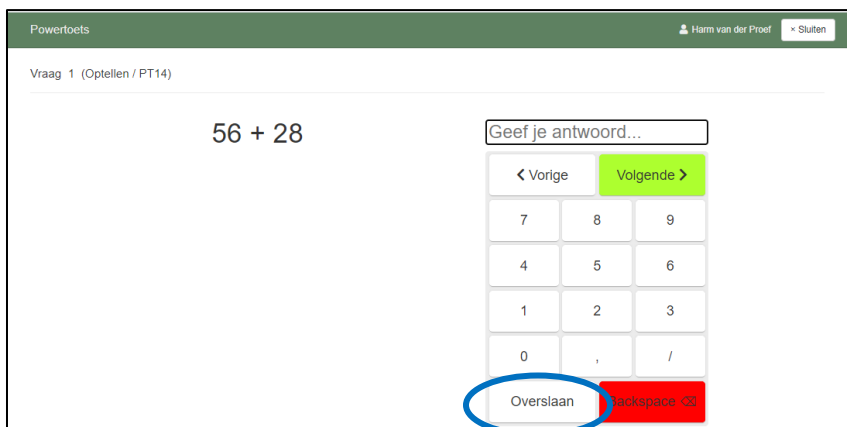 Powertoets
Harm van der Proef × Sluiten
Vraag 1 (Optellen / PT14)
56 + 28
Geef je antwoord...
Vorige Volgende
7 8 9
4 5 6
1 2 3
0 , /
Overslaan Backspace